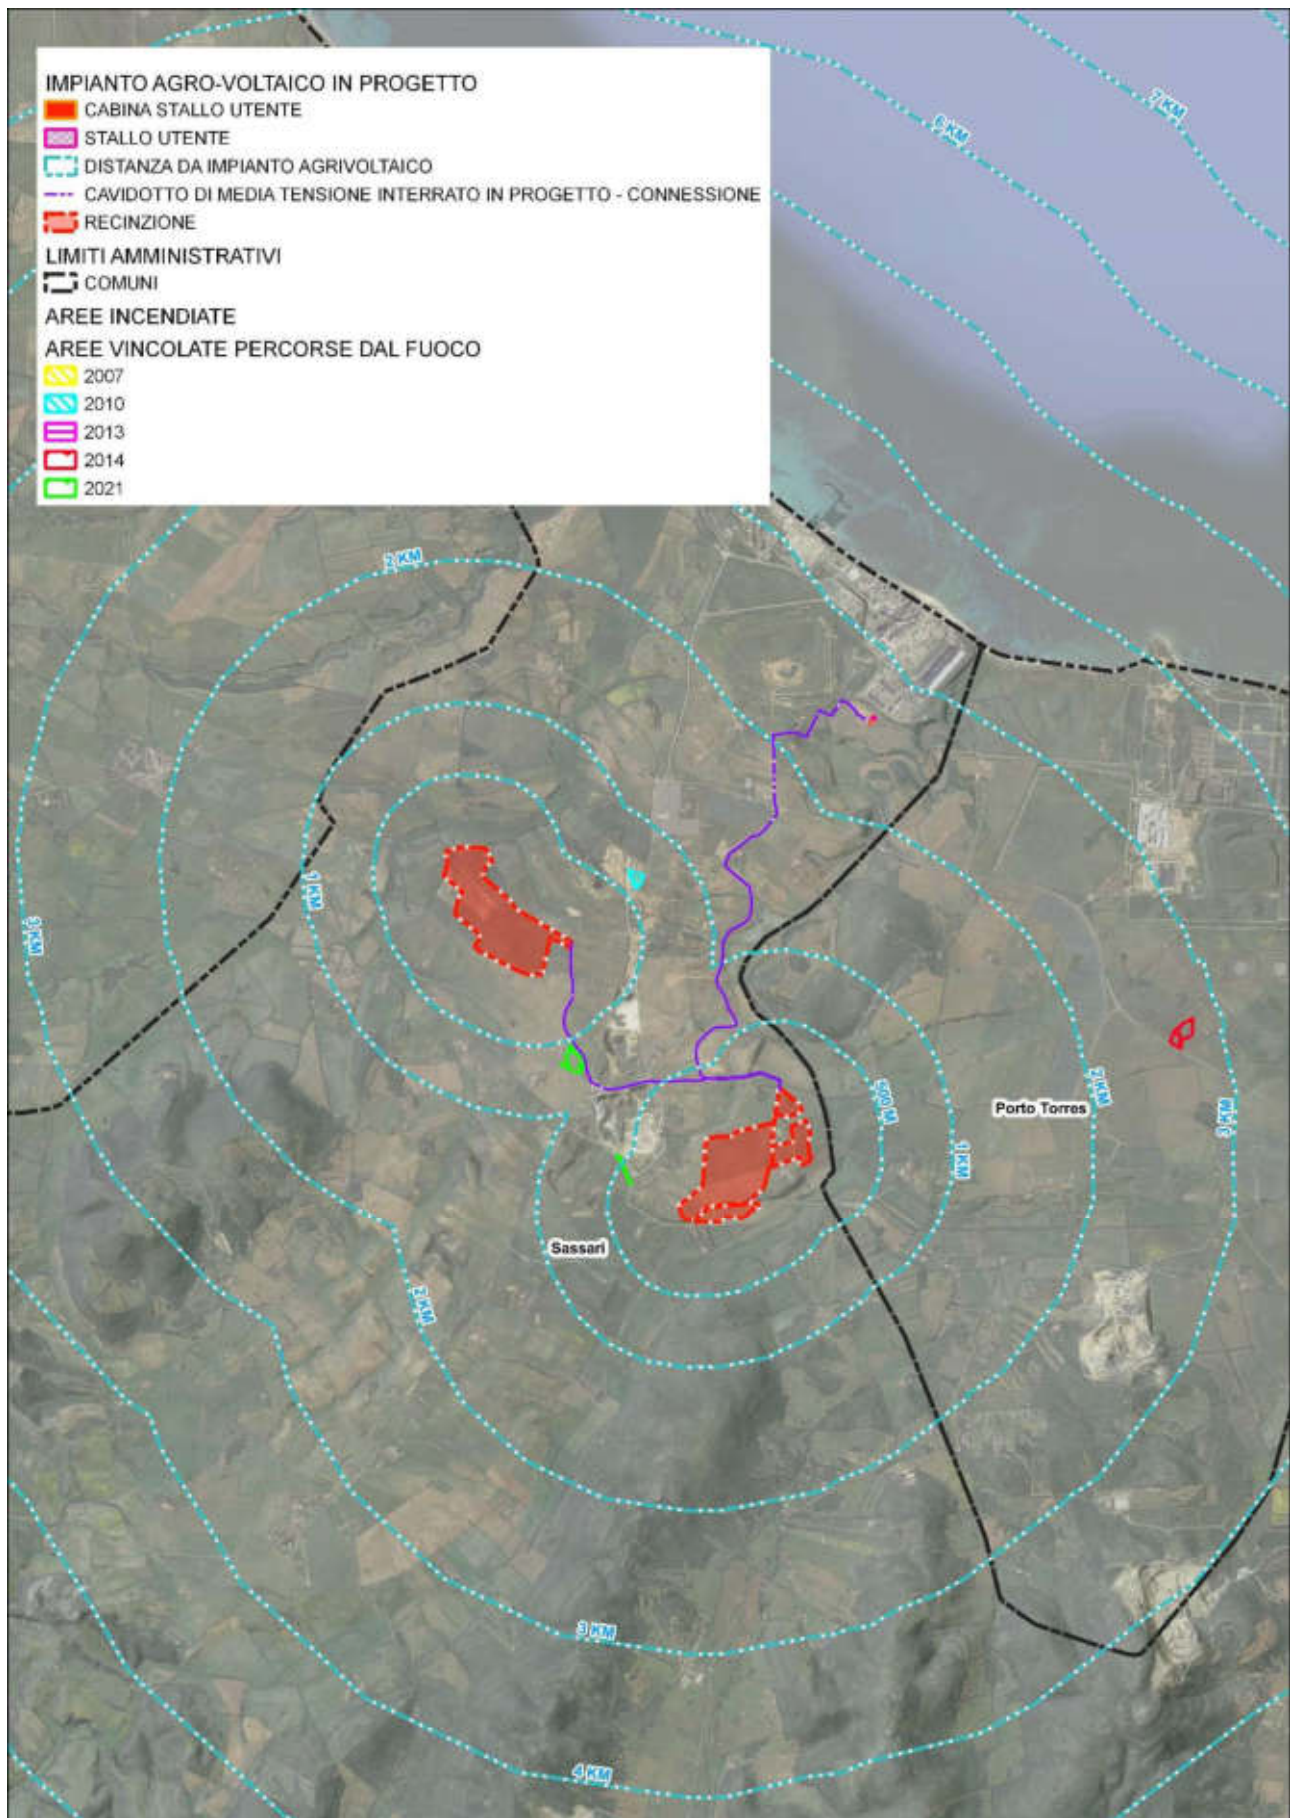 IMPIANTO AGRO-VOLTAICO IN PROGETTO
CABINA STALLO UTENTE
STALLO UTENTE
DISTANZA DA IMPIANTO AGRIVOLTAICO
CAVIDOTTO DI MEDIA TENSIONE INTERRATO IN PROGETTO - CONNESSIONE
RECINZIONE
LIMITI AMMINISTRATIVI
COMUNI
AREE INCENDIATE
AREE VINCOLATE PERCORSE DAL FUOCO
2007
2010
2013
2014
2021
7 KM
6 KM
2 KM
1 KM
3 KM
500 M
2 KM
Porto Torres
3 KM
1 KM
Sassari
2 KM
3 KM
4 KM